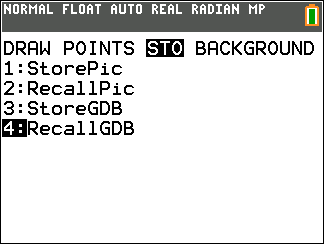 NORMAL FLOAT AUTO REAL RADIAN MP
DRAW POINTS STO BACKGROUND
1:StorePic
2:RecallPic
3:StoreGDB
4:RecallGDB